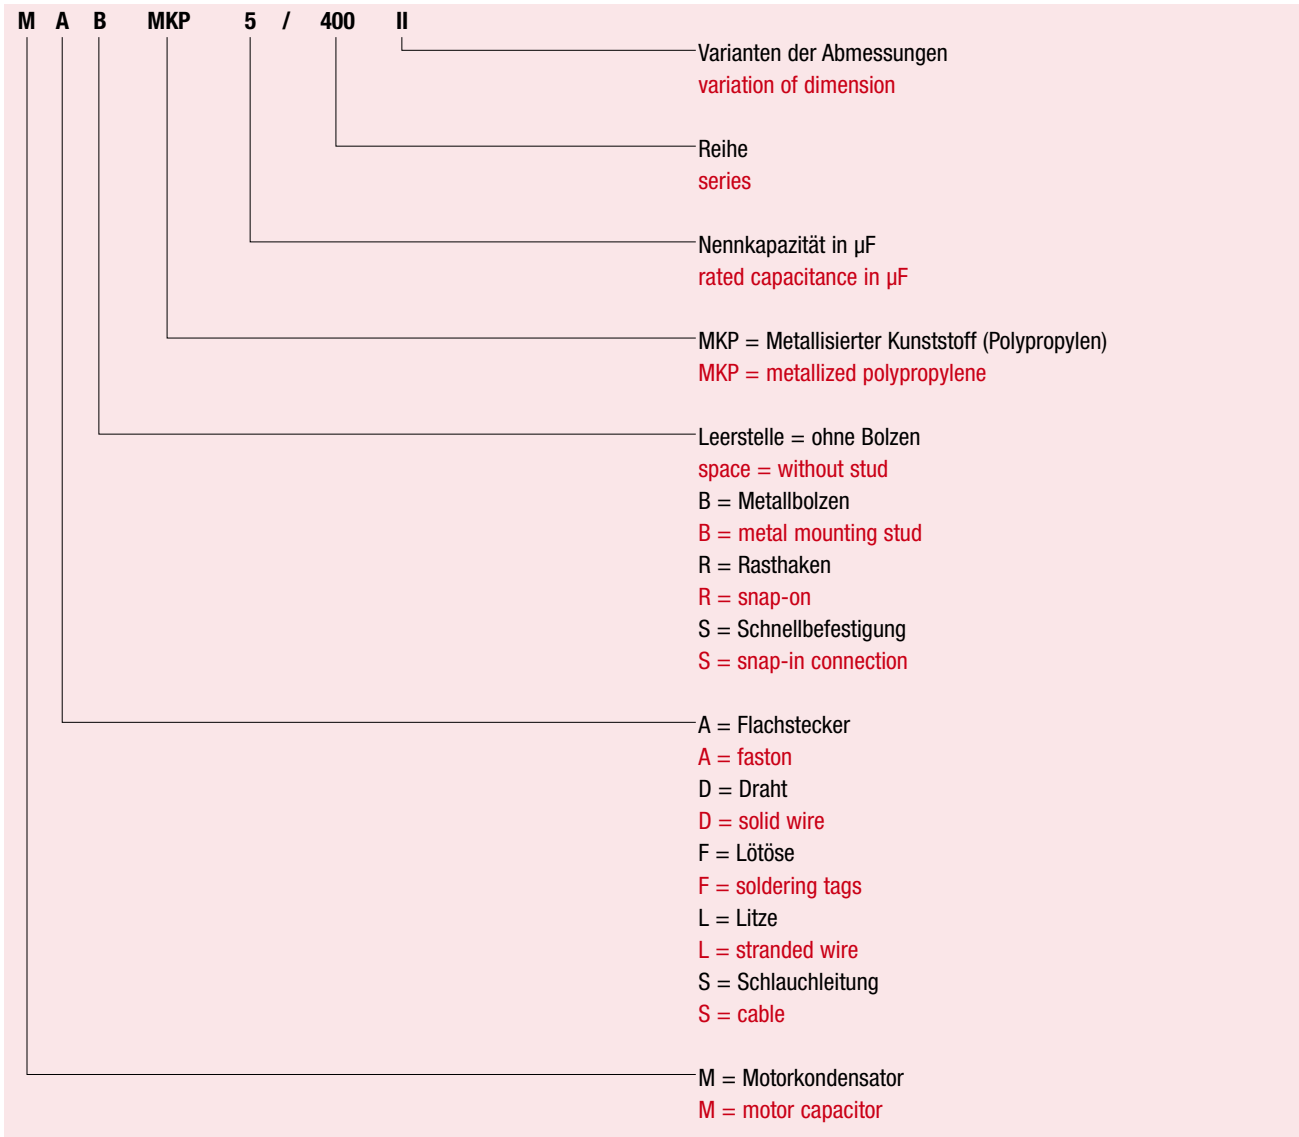 M A B MKP 5 / 400 II
Varianten der Abmessungen
variation of dimension
Reihe
series
Nennkapazität in µF
rated capacitance in µF
MKP = Metallisierter Kunststoff (Polypropylen)
MKP = metallized polypropylene
Leerstelle = ohne Bolzen
space = without stud
B = Metallbolzen
B = metal mounting stud
R = Rasthaken
R = snap-on
S = Schnellbefestigung
S = snap-in connection
A = Flachstecker
A = faston
D = Draht
D = solid wire
F = Lötöse
F = soldering tags
L = Litze
L = stranded wire
S = Schlauchleitung
S = cable
M = Motorkondensator
M = motor capacitor